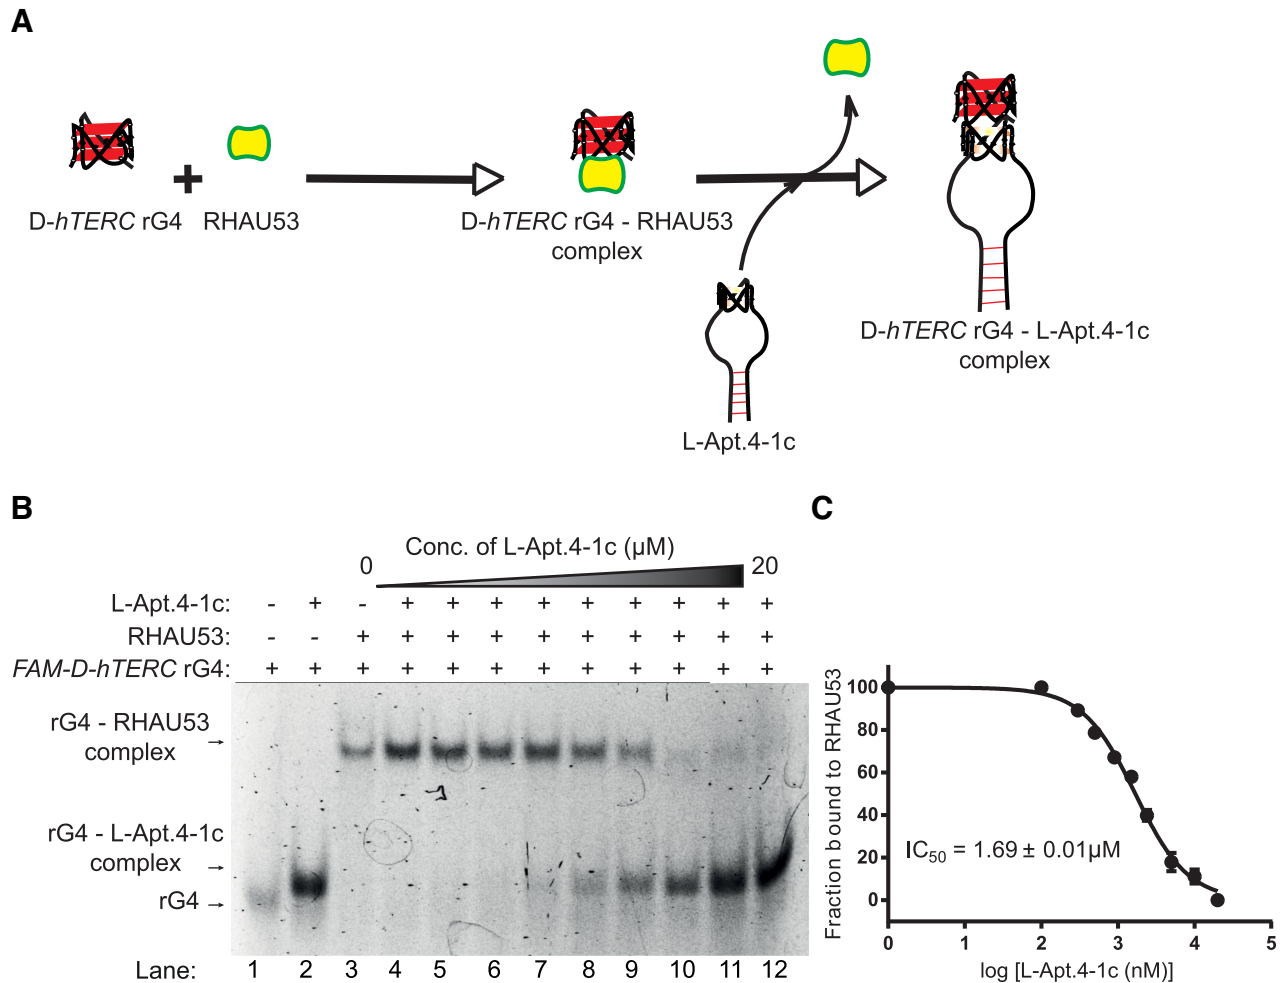 A
D-hTERC rG4
RHAU53
D-hTERC rG4 - RHAU53
complex
L-Apt.4-1c
D-hTERC rG4 - L-Apt.4-1c
complex
B
Conc. of L-Apt.4-1c (µM)
0
20
L-Apt.4-1c: - + - + + + + + + + + +
RHAU53: - - + + + + + + + + + +
FAM-D-hTERC rG4: + + + + + + + + + + + +
rG4 - RHAU53
complex
rG4 - L-Apt.4-1c
complex
rG4
Lane: 1 2 3 4 5 6 7 8 9 10 11 12
C
Fraction bound to RHAU53
100
80
60
40
20
0
IC50 = 1.69 ± 0.01µM
0 1 2 3 4 5
log [L-Apt.4-1c (nM)]